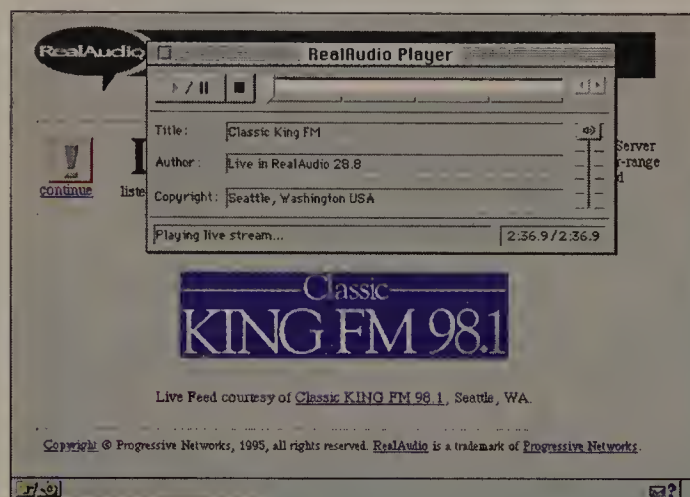 RealAudio
RealAudio Player
Title: Classic King FM
Author: Live in RealAudio 28.8
Copyright: Seattle, Washington USA
Playing live stream... 2:36.9/2:36.9
Server
r-range
d
continue
liste
Classic
KING FM 98.1
Live Feed courtesy of Classic KING FM 98.1, Seattle, WA.
Copyright © Progressive Networks, 1995, all rights reserved. RealAudio is a trademark of Progressive Networks.